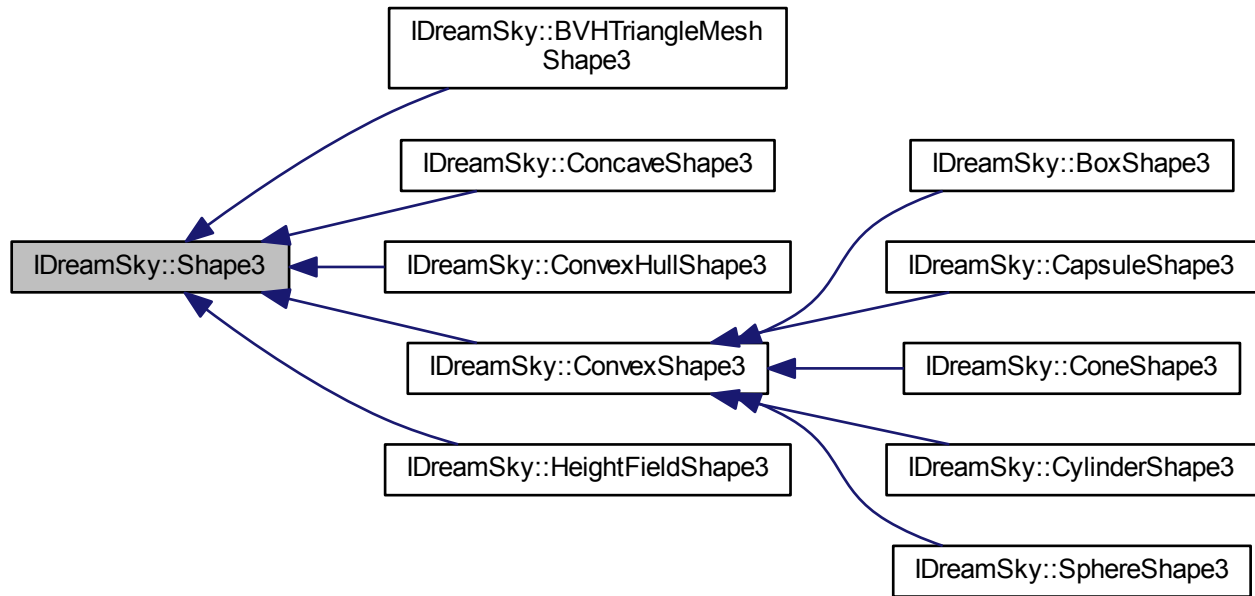 IDreamSky::BVHTriangleMesh
Shape3
IDreamSky::ConcaveShape3
IDreamSky::BoxShape3
IDreamSky::Shape3
IDreamSky::ConvexHullShape3
IDreamSky::CapsuleShape3
IDreamSky::ConvexShape3
IDreamSky::ConeShape3
IDreamSky::HeightFieldShape3
IDreamSky::CylinderShape3
IDreamSky::SphereShape3